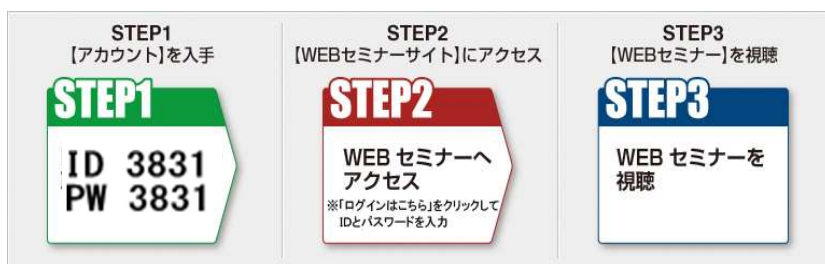 STEP1
【アカウント】を入手
STEP1
ID 3831
PW 3831
STEP2
【WEBセミナーサイト】にアクセス
STEP2
WEB セミナーへ
アクセス
※「ログインはこちら」をクリックして
IDとパスワードを入力
STEP3
【WEBセミナー】を視聴
STEP3
WEB セミナーを
視聴